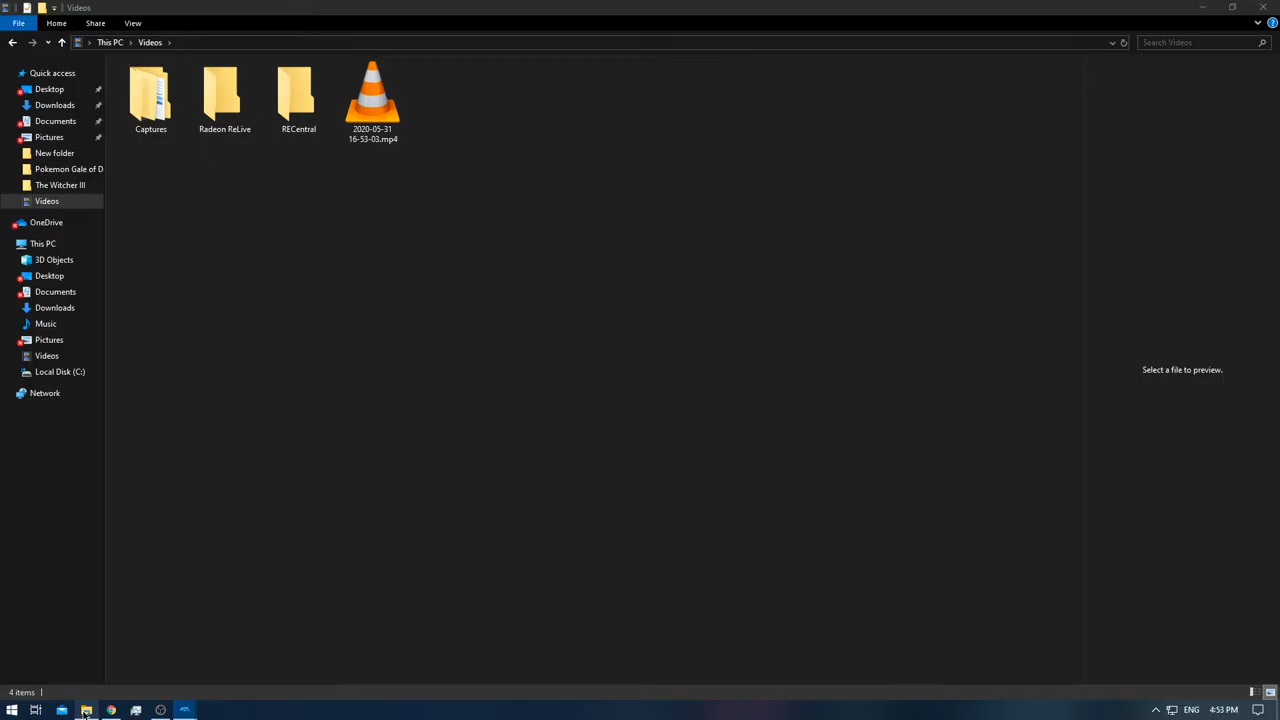 Videos
File Home Share View
This PC Videos
Search Videos
Quick access
Desktop
Downloads
Documents
Pictures
New folder
Pokemon Gale of D
The Witcher III
Videos
OneDrive
This PC
3D Objects
Desktop
Documents
Downloads
Music
Pictures
Videos
Local Disk (C:)
Network
Captures
Radeon ReLive
RECentral
2020-05-31
16-53-03.mp4
Select a file to preview.
4 items
ENG 4:53 PM